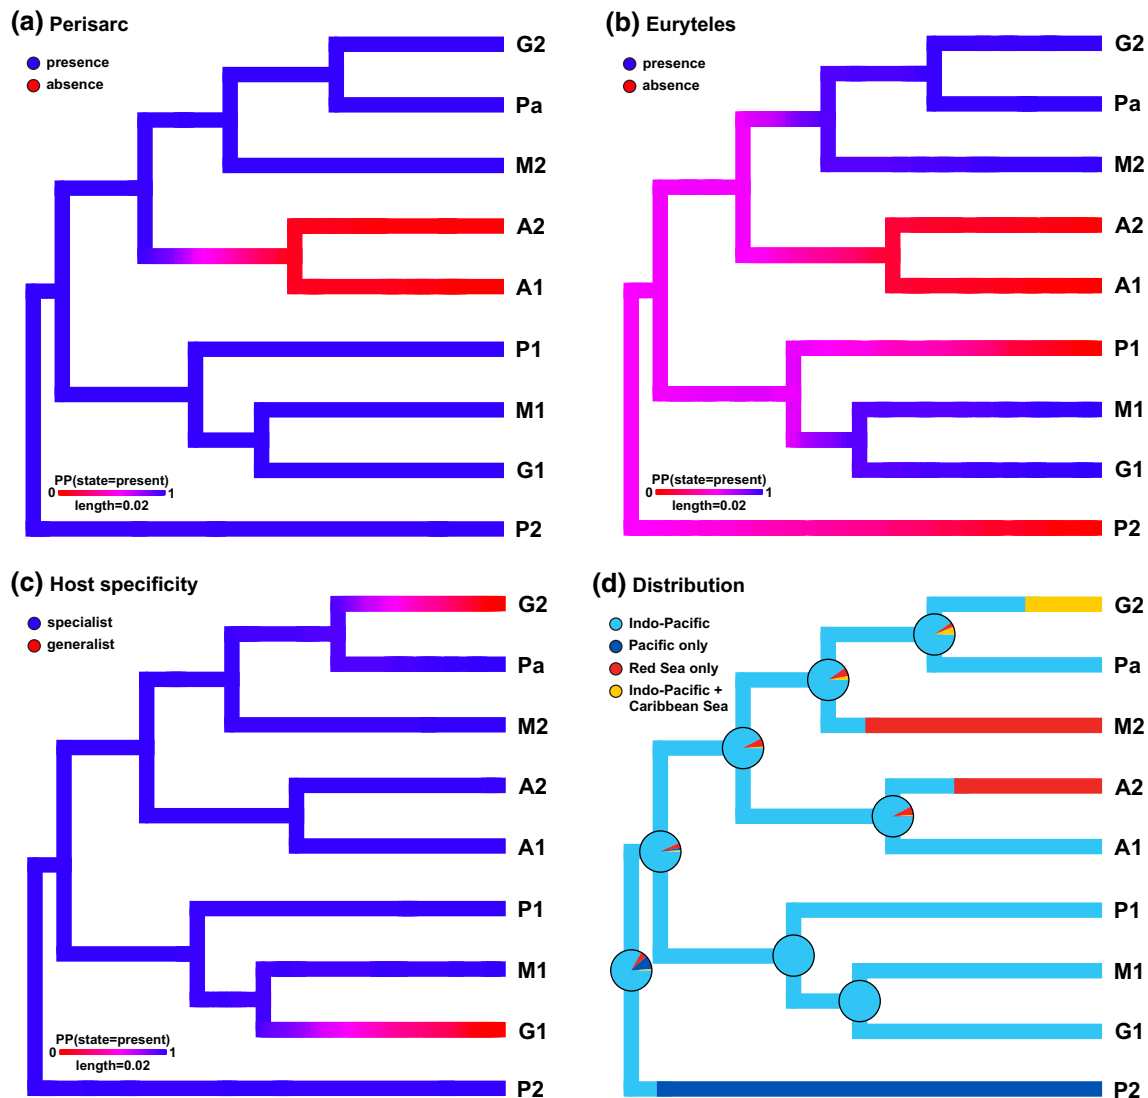 (a) Perisarc
presence
absence
G2
Pa
M2
A2
A1
P1
M1
G1
P2
PP(state=present)
0 1
length=0.02
(b) Euryteles
presence
absence
G2
Pa
M2
A2
A1
P1
M1
G1
P2
PP(state=present)
0 1
length=0.02
(c) Host specificity
specialist
generalist
G2
Pa
M2
A2
A1
P1
M1
G1
P2
PP(state=present)
0 1
length=0.02
(d) Distribution
Indo-Pacific
Pacific only
Red Sea only
Indo-Pacific +
Caribbean Sea
G2
Pa
M2
A2
A1
P1
M1
G1
P2